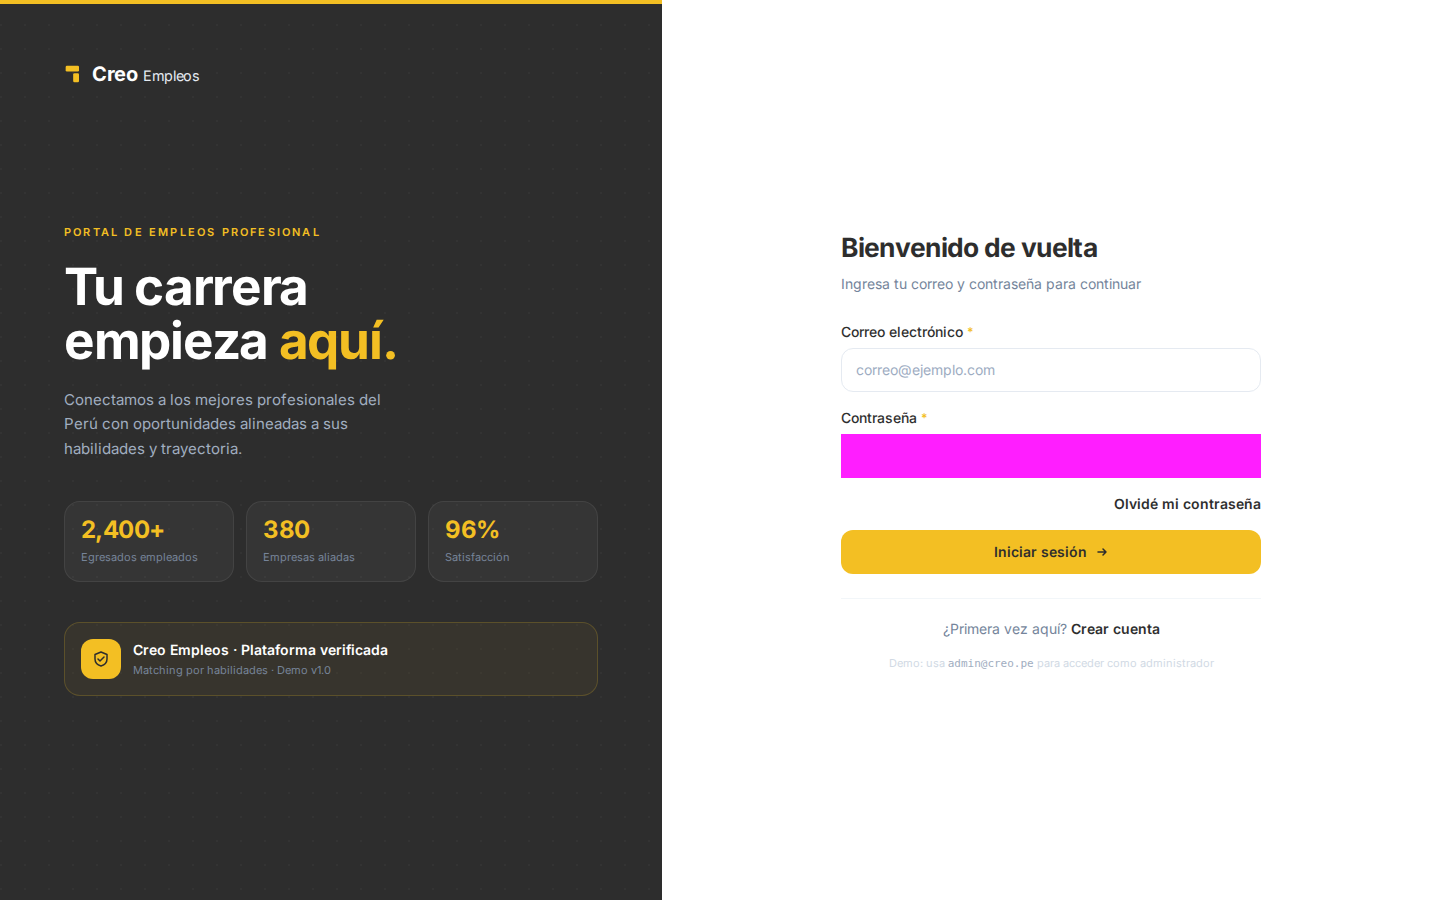 Creo Empleos
PORTAL DE EMPLEOS PROFESIONAL
Tu carrera
empieza aquí.
Conectamos a los mejores profesionales del
Perú con oportunidades alineadas a sus
habilidades y trayectoria.
2,400+
Egresados empleados
380
Empresas aliadas
96%
Satisfacción
Creo Empleos · Plataforma verificada
Matching por habilidades · Demo v1.0
Bienvenido de vuelta
Ingresa tu correo y contraseña para continuar
Correo electrónico *
correo@ejemplo.com
Contraseña *
Olvidé mi contraseña
Iniciar sesión →
¿Primera vez aquí? Crear cuenta
Demo: usa admin@creo.pe para acceder como administrador